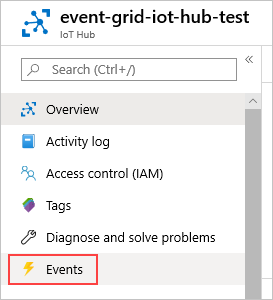 event-grid-iot-hub-test
IoT Hub
Search (Ctrl+/)
Overview
Activity log
Access control (IAM)
Tags
Diagnose and solve problems
Events